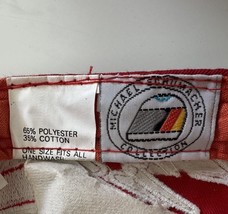 65% POLYESTER
35% COTTON
ONE SIZE FITS ALL
HANDWASH
MICHAEL SCHUMACHER
COLLECTION